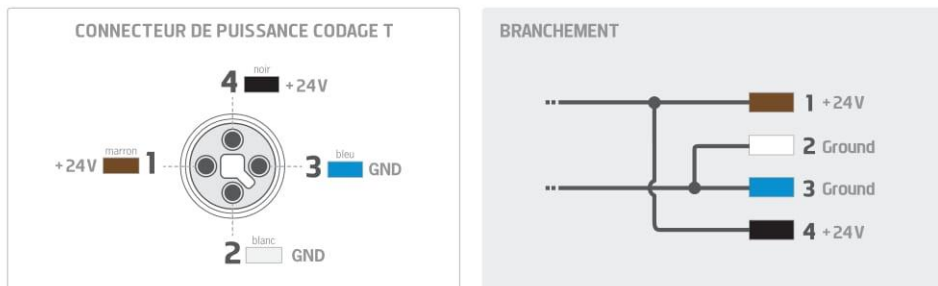 CONNECTEUR DE PUISSANCE CODAGE T
4 noir +24V
+24V marron 1
3 bleu GND
2 blanc GND
BRANCHEMENT
1 +24V
2 Ground
3 Ground
4 +24V